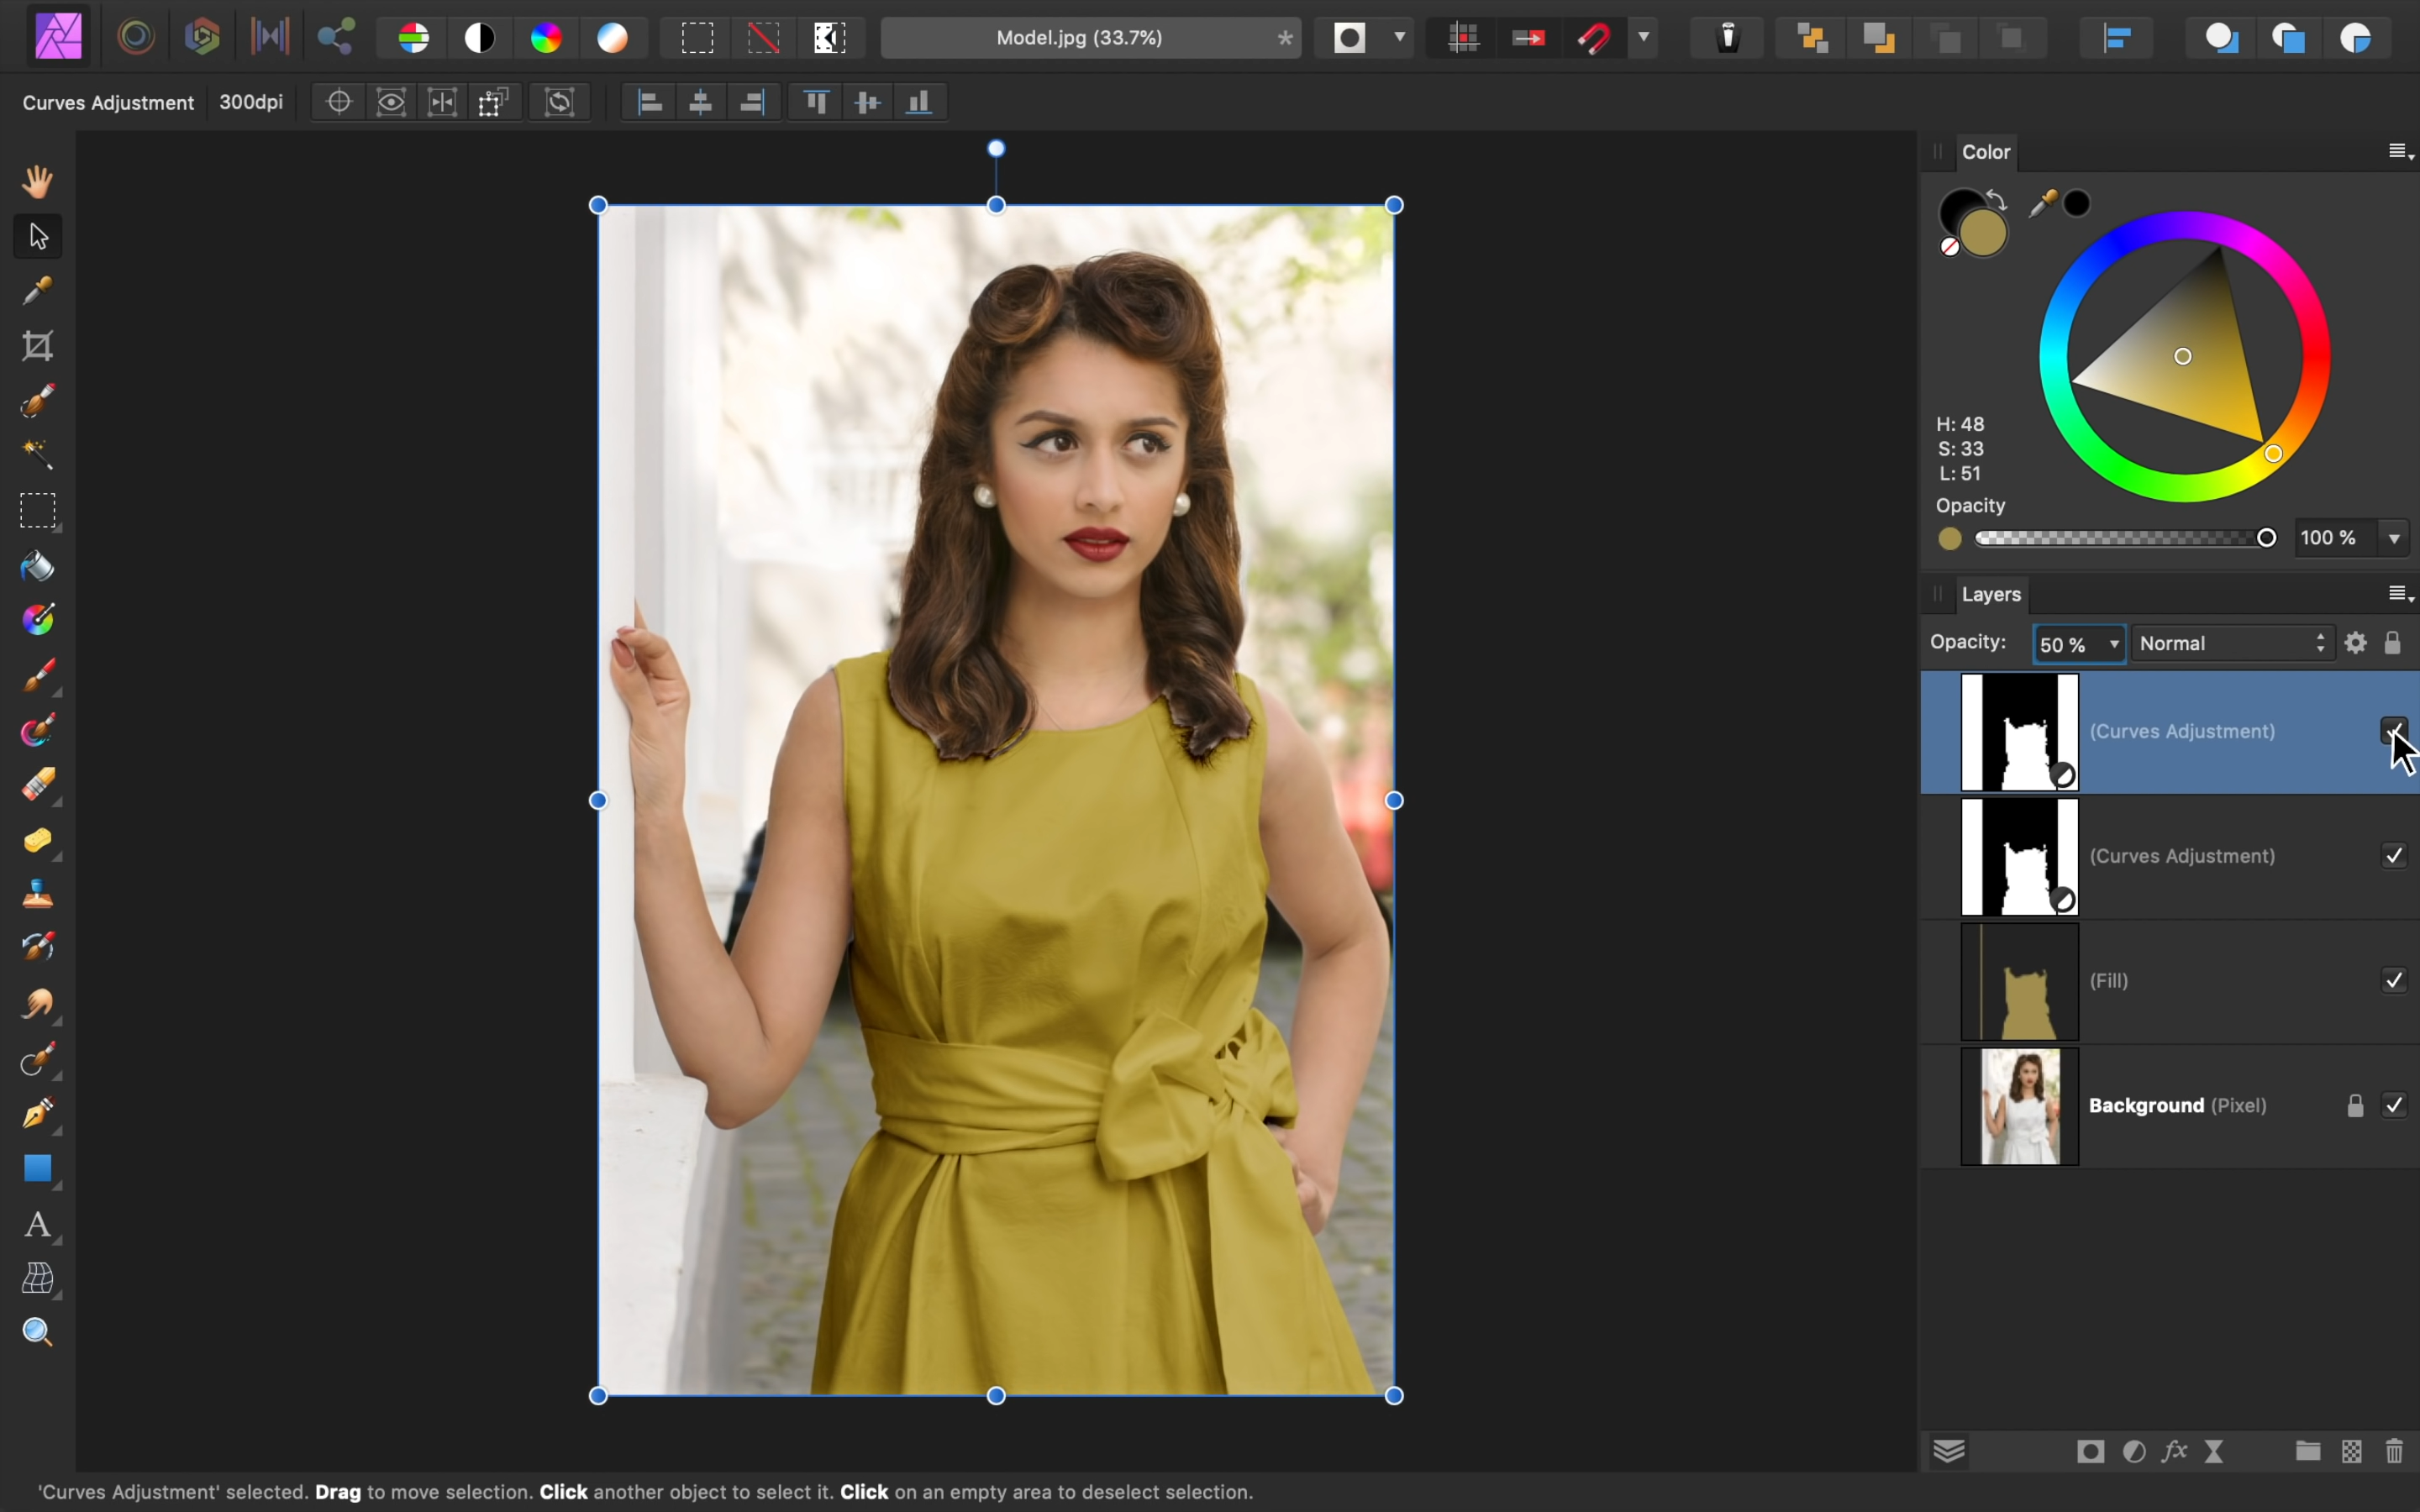 Model.jpg (33.7%)
*
Curves Adjustment
300dpi
Color
H: 48
S: 33
L: 51
Opacity
100 %
Layers
Opacity:
50 %
Normal
(Curves Adjustment)
(Curves Adjustment)
(Fill)
Background (Pixel)
A
fx
'Curves Adjustment' selected. Drag to move selection. Click another object to select it. Click on an empty area to deselect selection.